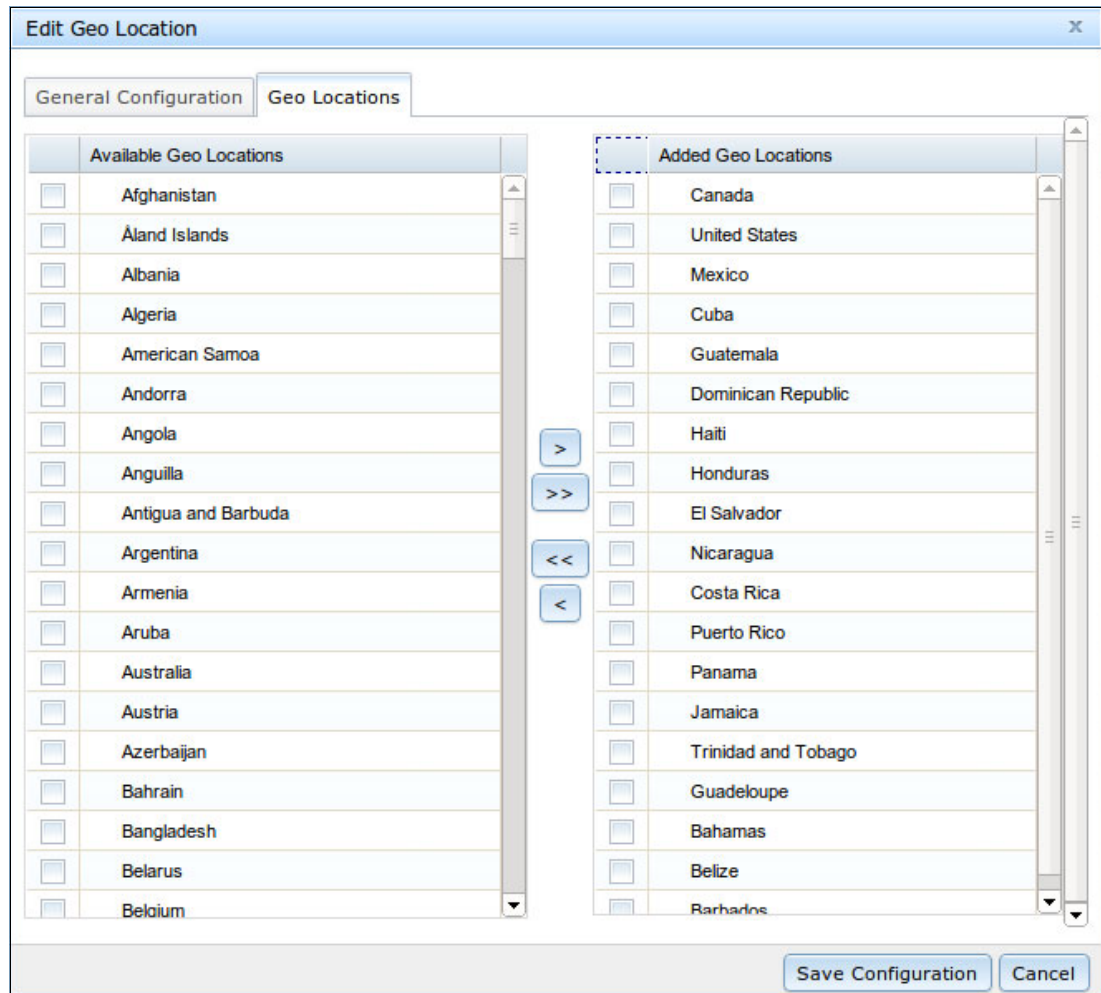 Edit Geo Location x
General Configuration Geo Locations
Available Geo Locations
Afghanistan
Åland Islands
Albania
Algeria
American Samoa
Andorra
Angola
Anguilla
Antigua and Barbuda
Argentina
Armenia
Aruba
Australia
Austria
Azerbaijan
Bahrain
Bangladesh
Belarus
Belgium
>
>>
<<
<
Added Geo Locations
Canada
United States
Mexico
Cuba
Guatemala
Dominican Republic
Haiti
Honduras
El Salvador
Nicaragua
Costa Rica
Puerto Rico
Panama
Jamaica
Trinidad and Tobago
Guadeloupe
Bahamas
Belize
Barbados
Save Configuration Cancel